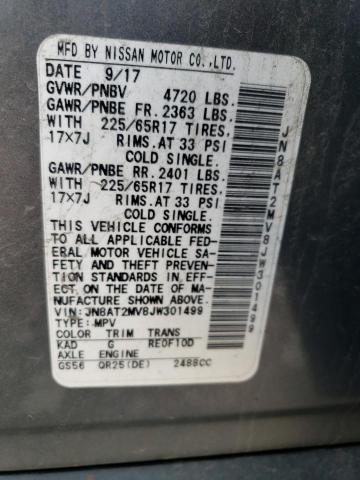 MFD BY NISSAN MOTOR CO.,LTD.
DATE 9/17
GVWR/PNBV 4720 LBS.
GAWR/PNBE FR. 2363 LBS.
WITH 225/65R17 TIRES,
17X7J RIMS,AT 33 PSI
COLD SINGLE.
GAWR/PNBE RR. 2401 LBS.
WITH 225/65R17 TIRES,
17X7J RIMS,AT 33 PSI
COLD SINGLE.
THIS VEHICLE CONFORMS
TO ALL APPLICABLE FED-
ERAL MOTOR VEHICLE SA-
FETY AND THEFT PREVENT-
ION STANDARDS IN EFFE-
CT ON THE DATE OF MA-
NUFACTURE SHOWN ABOVE.
VIN:JN8AT2MV8JW301499
TYPE:MPV
COLOR TRIM TRANS
KAD G RE0F10D
AXLE ENGINE
GS56 QR25(DE) 2488CC
JN8AT2MV8JW301499